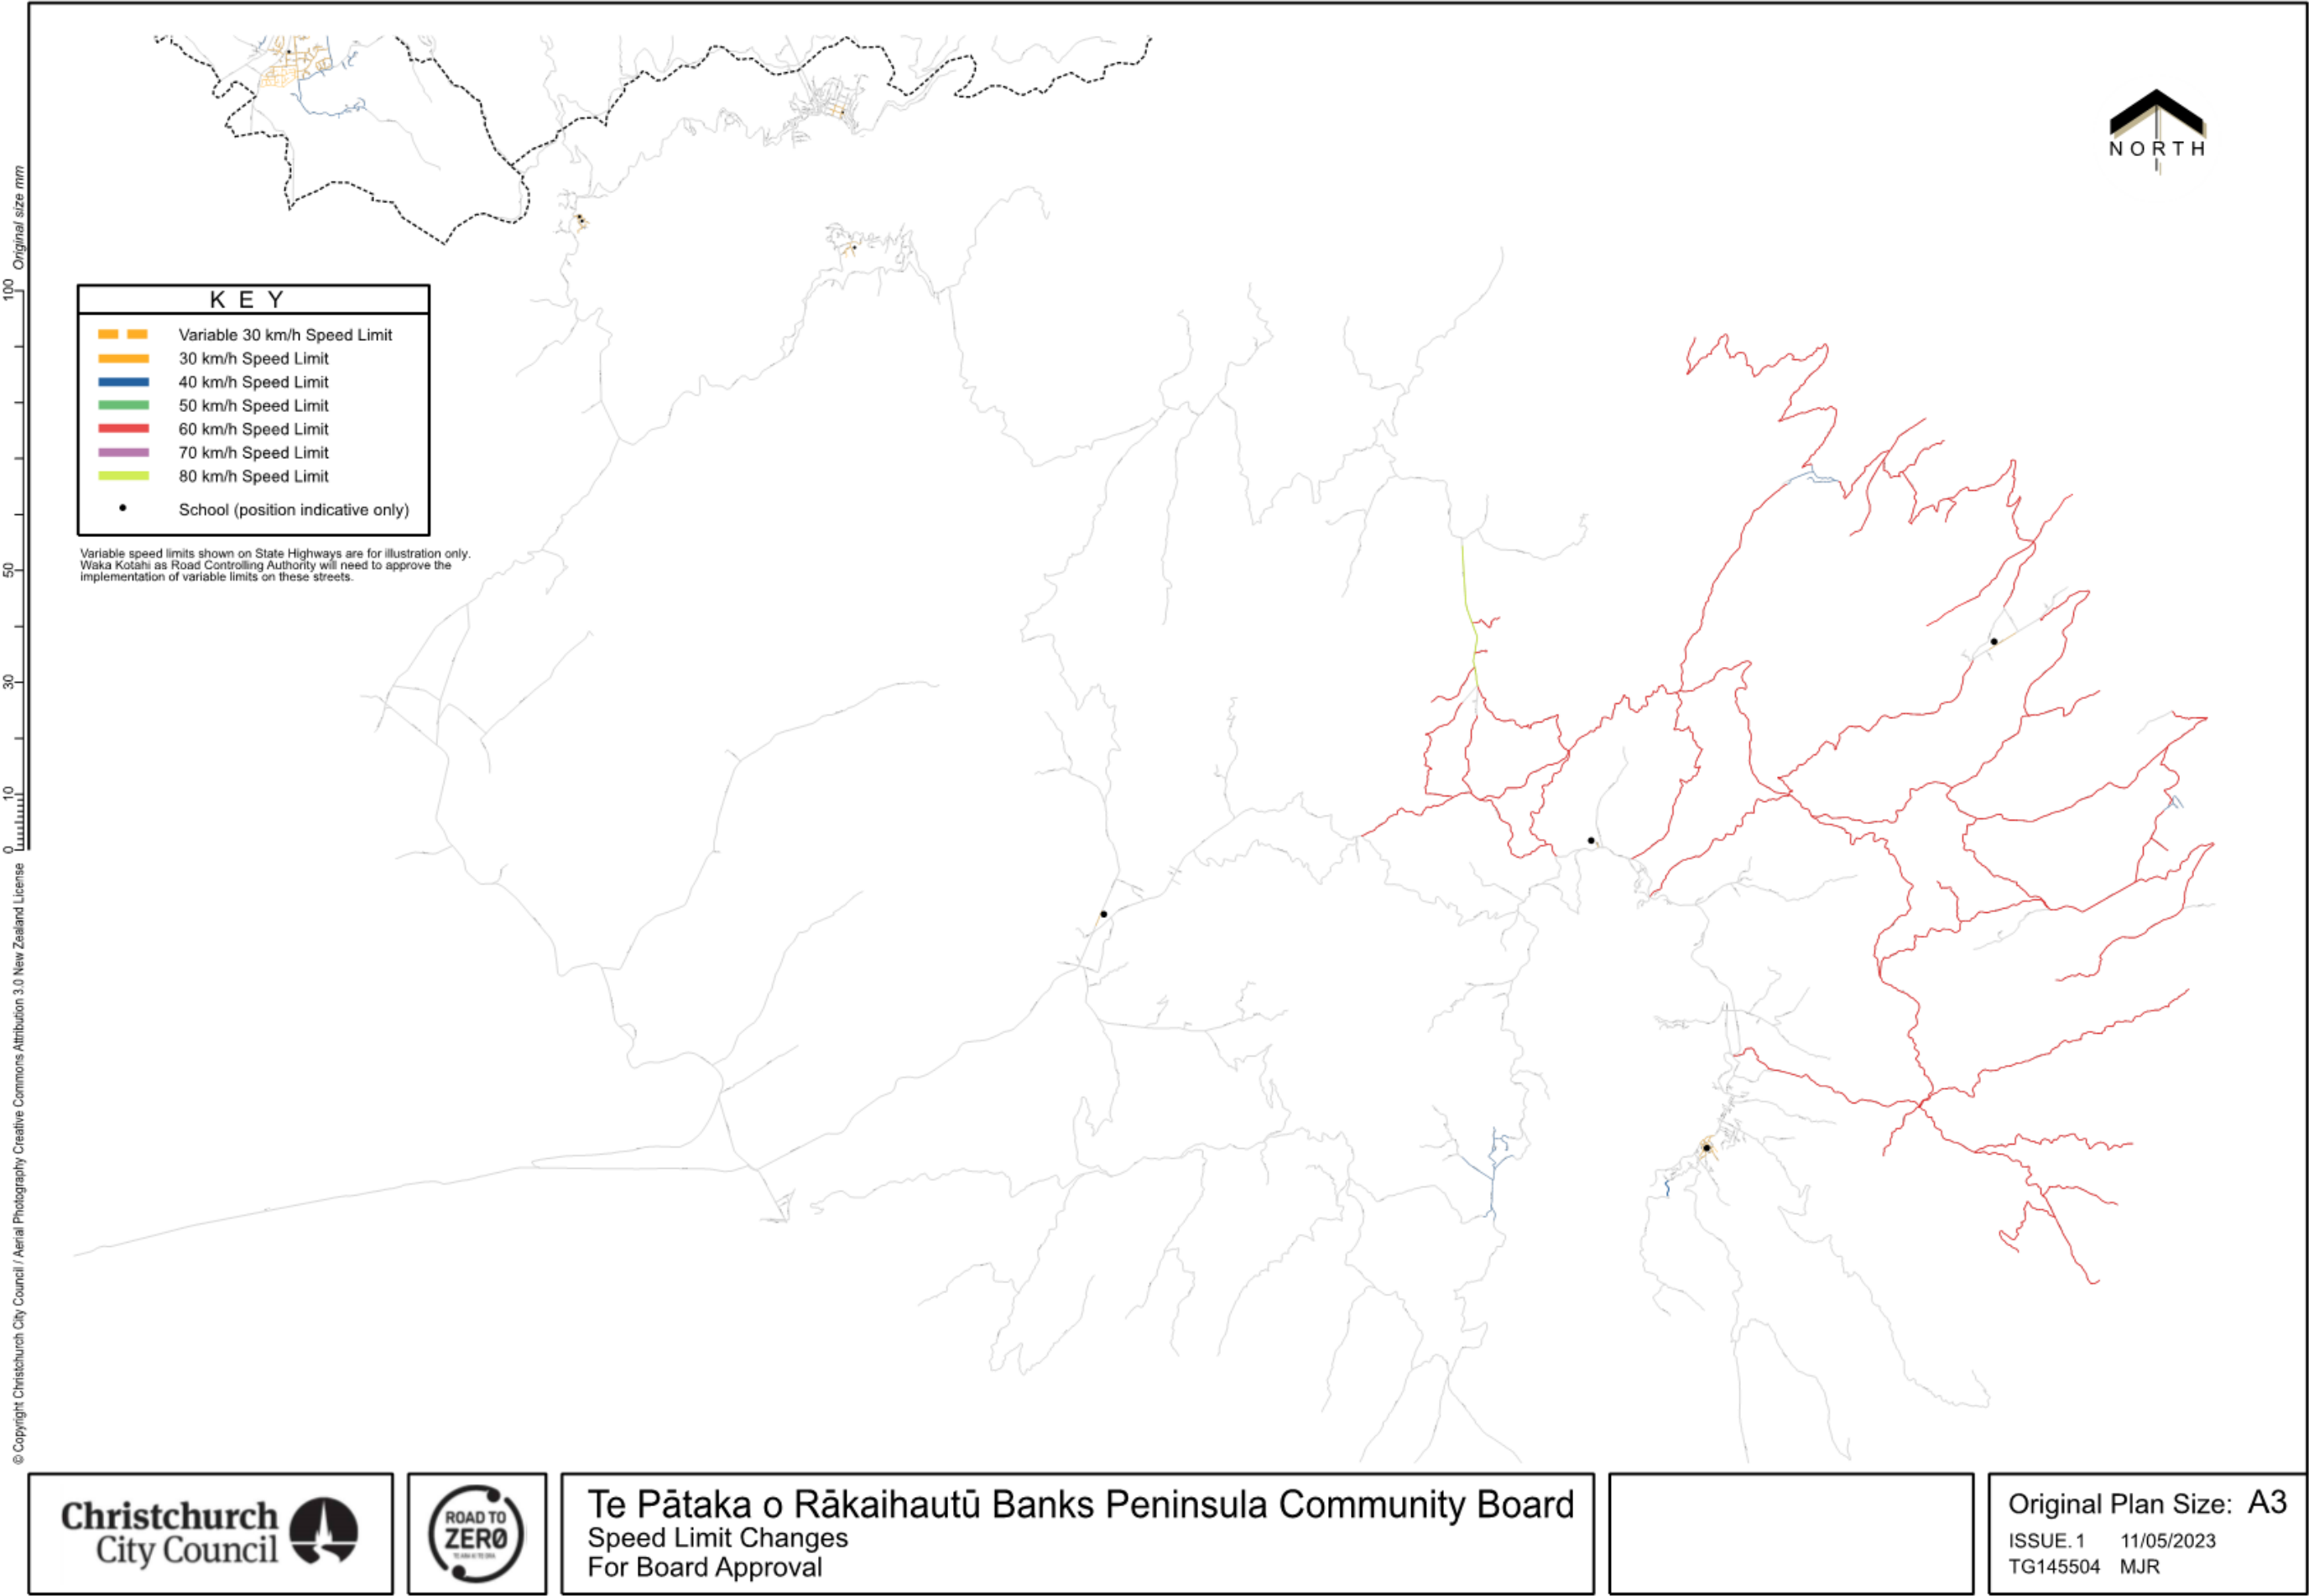 NORTH
Original size mm
100
50
30
10
0
KEY
Variable 30 km/h Speed Limit
30 km/h Speed Limit
40 km/h Speed Limit
50 km/h Speed Limit
60 km/h Speed Limit
70 km/h Speed Limit
80 km/h Speed Limit
School (position indicative only)
Variable speed limits shown on State Highways are for illustration only.
Waka Kotahi as Road Controlling Authority will need to approve the
implementation of variable limits on these streets.
© Copyright Christchurch City Council / Aerial Photography Creative Commons Attribution 3.0 New Zealand License
Christchurch
City Council
ROAD TO
ZERO
Te Pātaka o Rākaihautū Banks Peninsula Community Board
Speed Limit Changes
For Board Approval
Original Plan Size: A3
ISSUE. 1 11/05/2023
TG145504 MJR